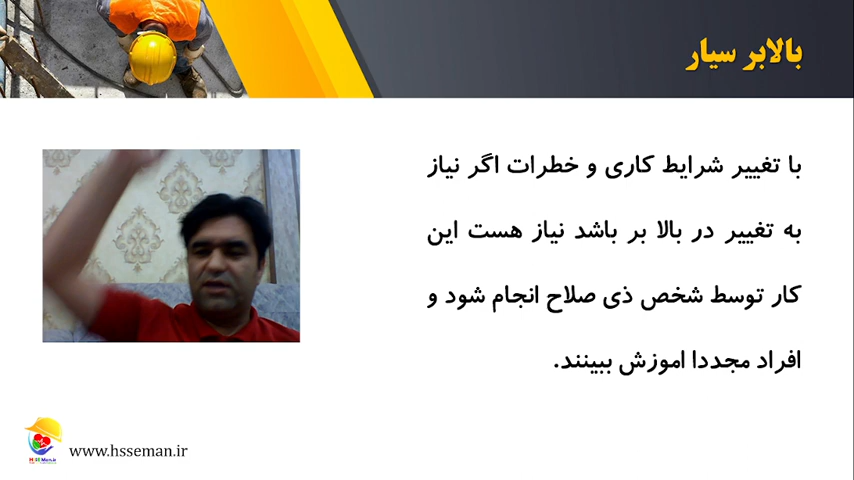 بالابر سیار
با تغییر شرایط کاری و خطرات اگر نیاز
به تغییر در بالا بر باشد نیاز هست این
کار توسط شخص ذی صلاح انجام شود و
افراد مجددا اموزش ببینند.
www.hsseman.ir